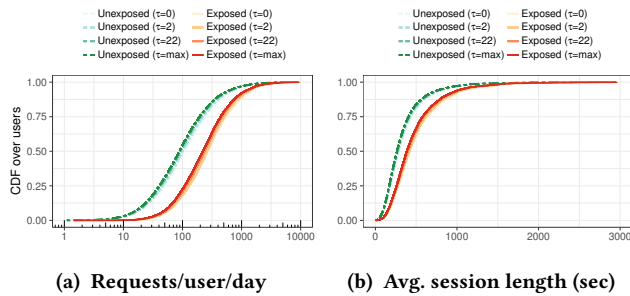 Unexposed (τ=0) Exposed (τ=0)
Unexposed (τ=2) Exposed (τ=2)
Unexposed (τ=22) Exposed (τ=22)
Unexposed (τ=max) Exposed (τ=max)
CDF over users
1.00
0.75
0.50
0.25
0.00
1 10 100 1000 10000
(a) Requests/user/day
Unexposed (τ=0) Exposed (τ=0)
Unexposed (τ=2) Exposed (τ=2)
Unexposed (τ=22) Exposed (τ=22)
Unexposed (τ=max) Exposed (τ=max)
1.00
0.75
0.50
0.25
0.00
0 1000 2000 3000
(b) Avg. session length (sec)